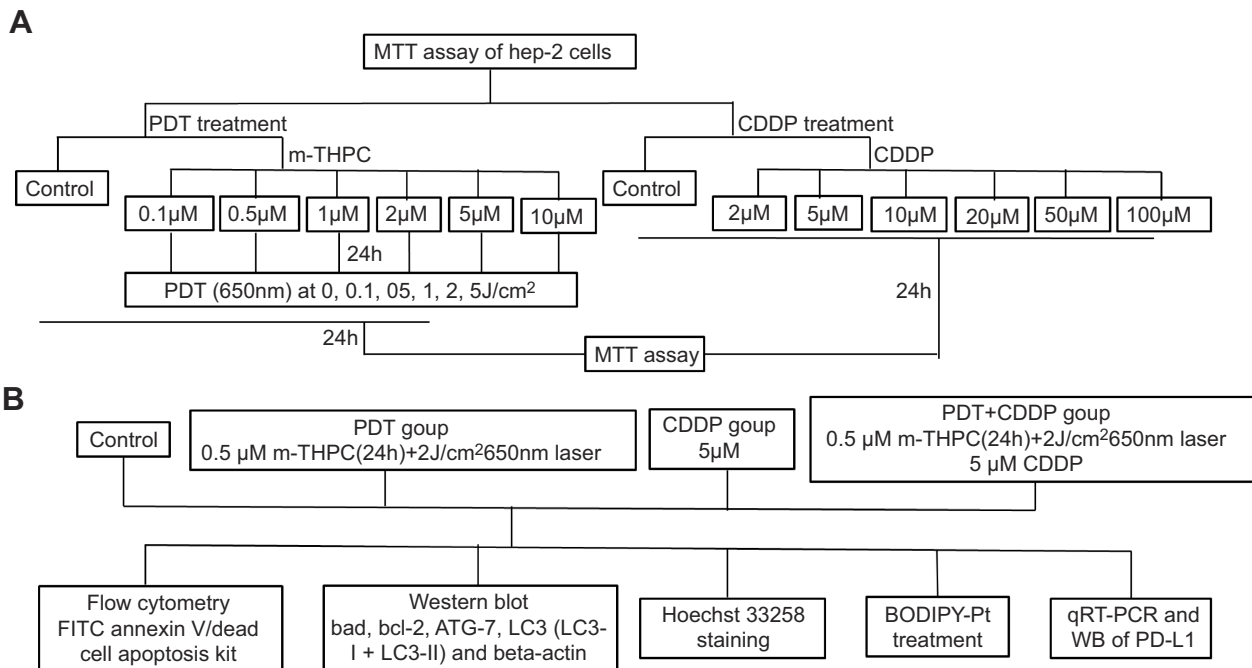 A
MTT assay of hep-2 cells
PDT treatment
CDDP treatment
m-THPC
CDDP
Control
Control
0.1µM
0.5µM
1µM
2µM
5µM
10µM
2µM
5µM
10µM
20µM
50µM
100µM
24h
PDT (650nm) at 0, 0.1, 05, 1, 2, 5J/cm²
24h
24h
MTT assay
B
Control
PDT goup
0.5 µM m-THPC(24h)+2J/cm²650nm laser
CDDP goup
5µM
PDT+CDDP goup
0.5 µM m-THPC(24h)+2J/cm²650nm laser
5 µM CDDP
Flow cytometry
FITC annexin V/dead
cell apoptosis kit
Western blot
bad, bcl-2, ATG-7, LC3 (LC3-
I + LC3-II) and beta-actin
Hoechst 33258
staining
BODIPY-Pt
treatment
qRT-PCR and
WB of PD-L1